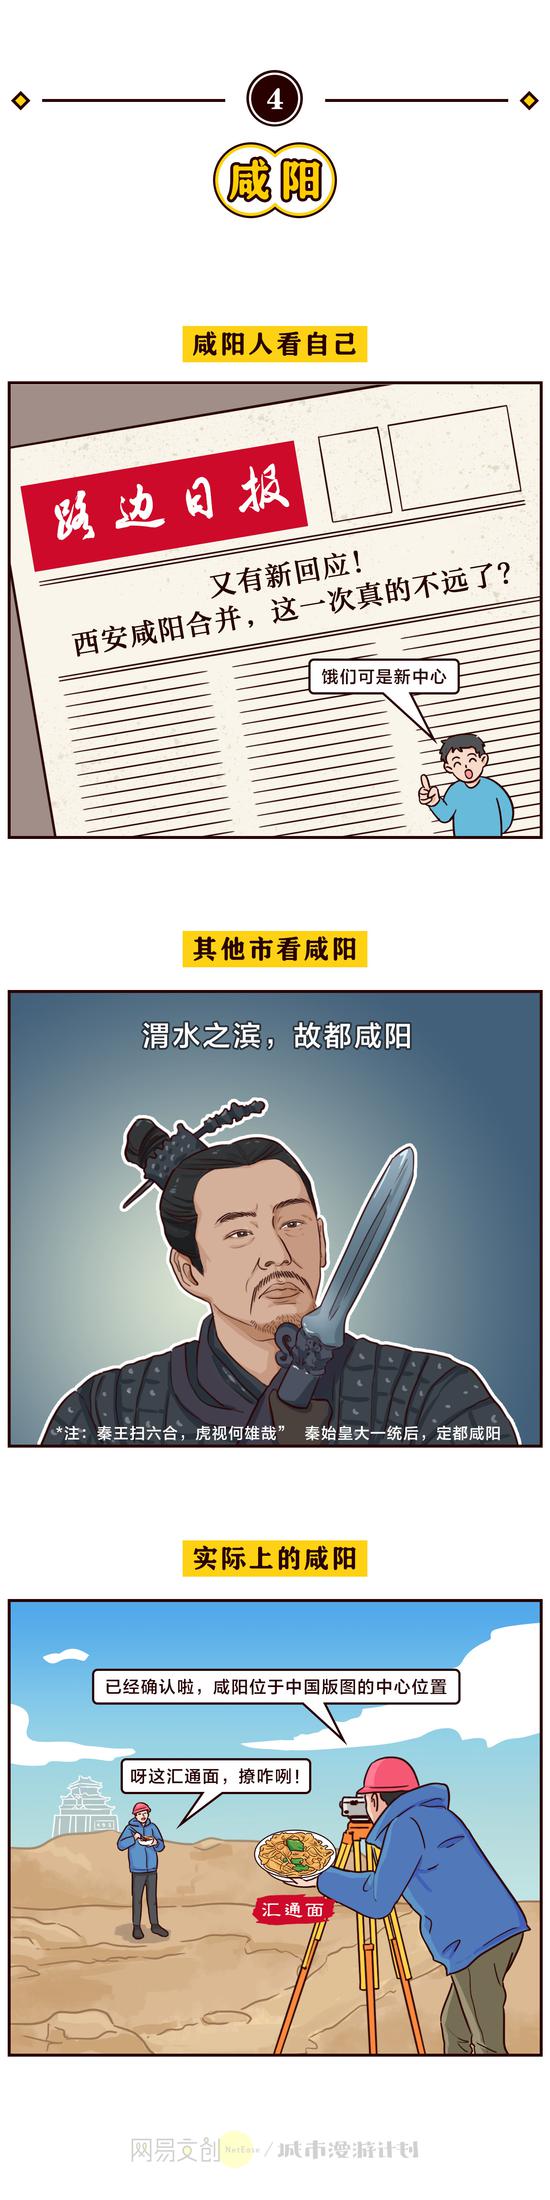 4
咸阳
咸阳人看自己
路边日报
又有新回应！
西安咸阳合并，这一次真的不远了？
饿们可是新中心
其他市看咸阳
渭水之滨，故都咸阳
*注：秦王扫六合，虎视何雄哉” 秦始皇大一统后，定都咸阳
实际上的咸阳
已经确认啦，咸阳位于中国版图的中心位置
呀这汇通面，撩咋咧！
汇通面
网易文创 NetEase / 城市漫游计划